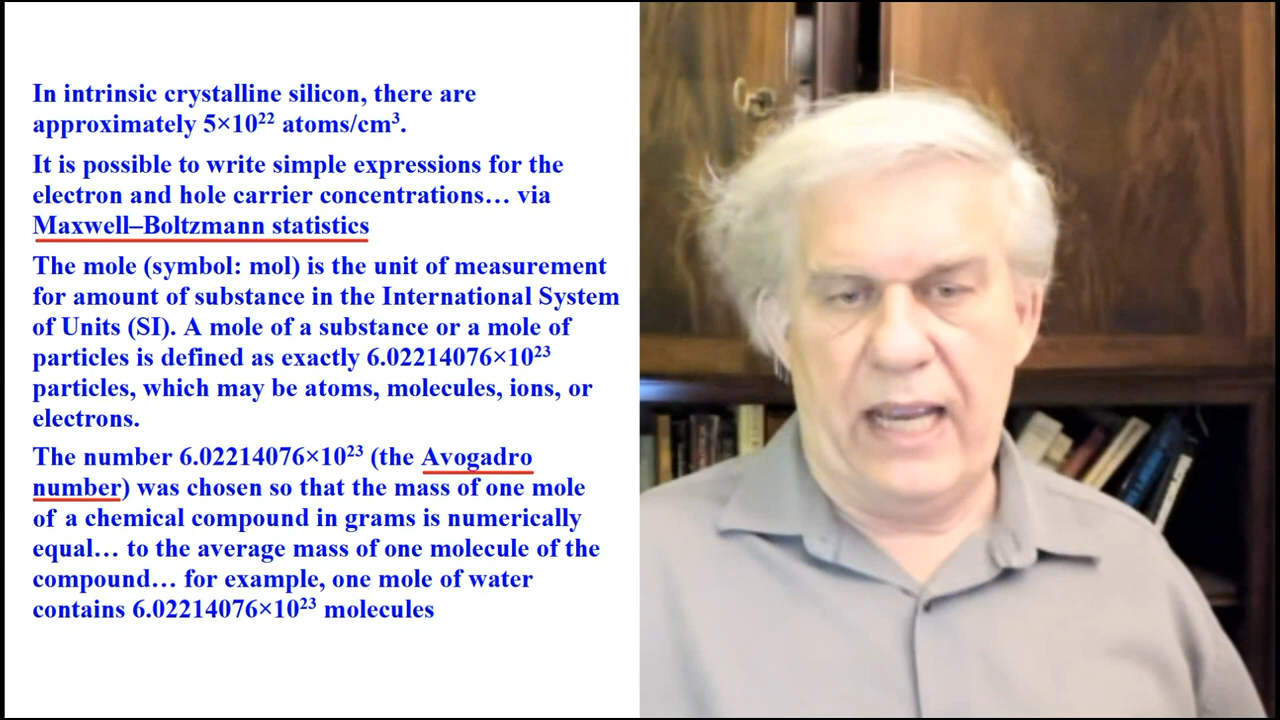 In intrinsic crystalline silicon, there are
approximately 5×10²² atoms/cm³.
It is possible to write simple expressions for the
electron and hole carrier concentrations… via
Maxwell–Boltzmann statistics
The mole (symbol: mol) is the unit of measurement
for amount of substance in the International System
of Units (SI). A mole of a substance or a mole of
particles is defined as exactly 6.02214076×10²³
particles, which may be atoms, molecules, ions, or
electrons.
The number 6.02214076×10²³ (the Avogadro
number) was chosen so that the mass of one mole
of a chemical compound in grams is numerically
equal… to the average mass of one molecule of the
compound… for example, one mole of water
contains 6.02214076×10²³ molecules